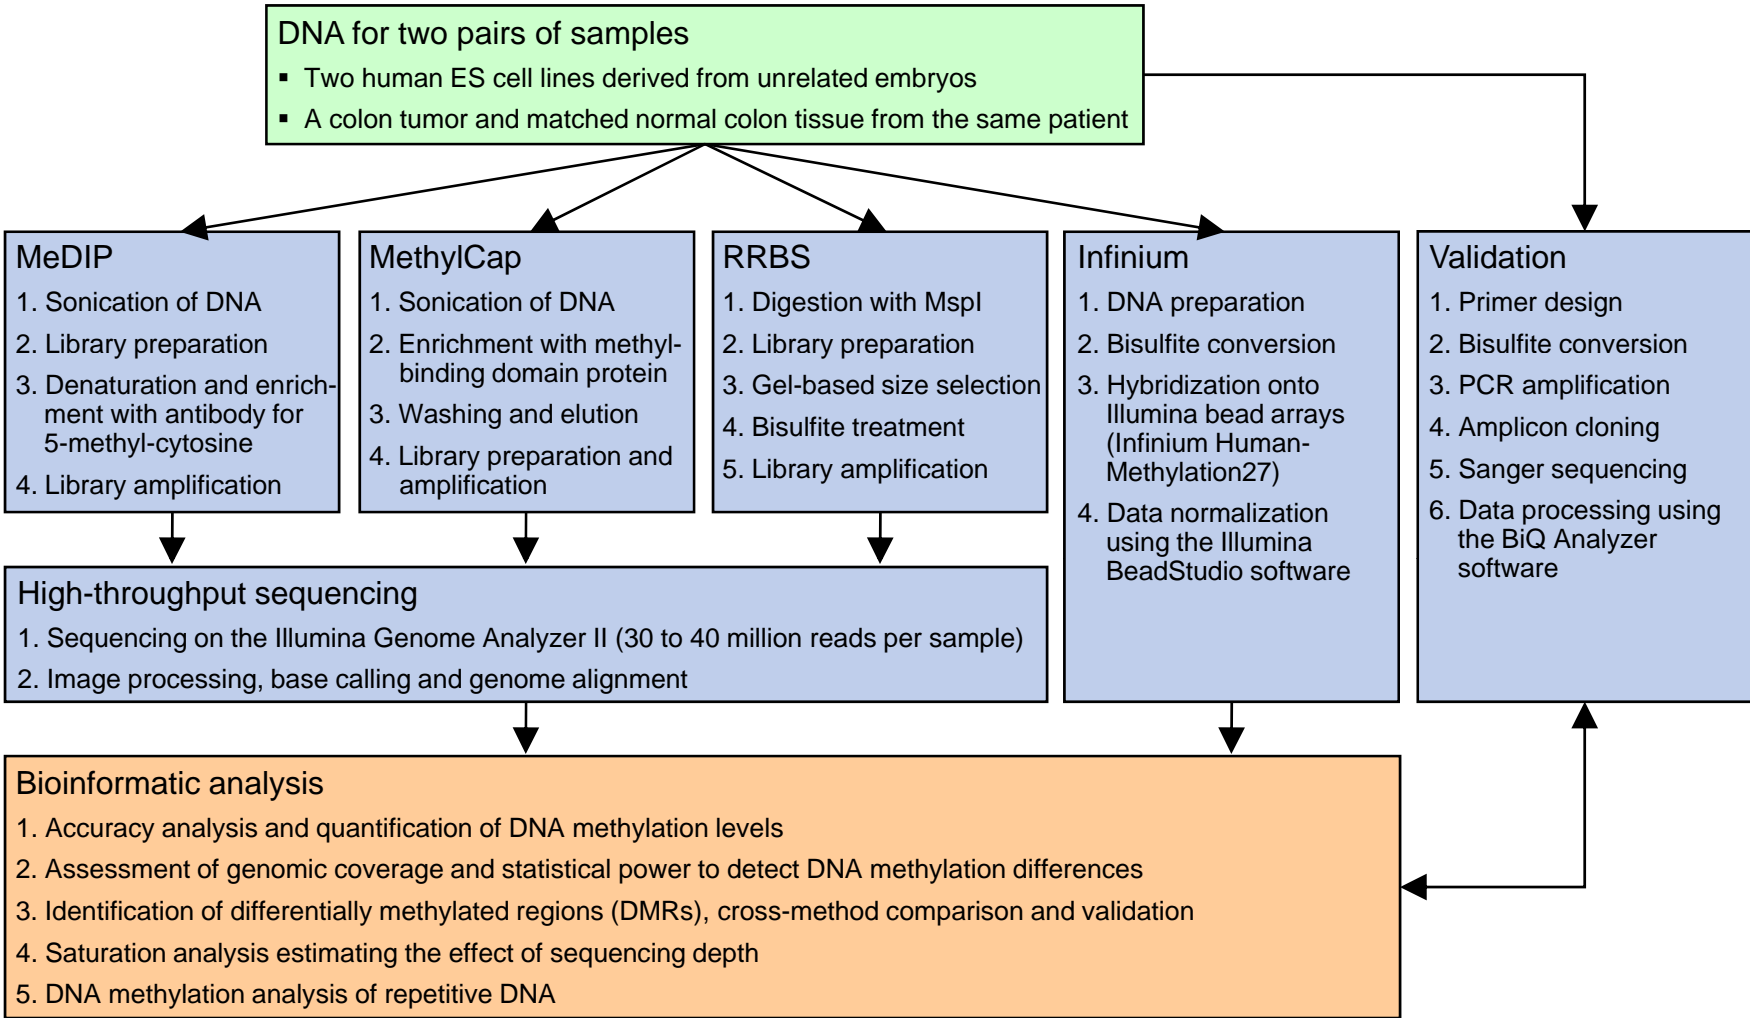 DNA for two pairs of samples
▪ Two human ES cell lines derived from unrelated embryos
▪ A colon tumor and matched normal colon tissue from the same patient
MeDIP
1. Sonication of DNA
2. Library preparation
3. Denaturation and enrich-
ment with antibody for
5-methyl-cytosine
4. Library amplification
MethylCap
1. Sonication of DNA
2. Enrichment with methyl-
binding domain protein
3. Washing and elution
4. Library preparation and
amplification
RRBS
1. Digestion with MspI
2. Library preparation
3. Gel-based size selection
4. Bisulfite treatment
5. Library amplification
Infinium
1. DNA preparation
2. Bisulfite conversion
3. Hybridization onto
Illumina bead arrays
(Infinium Human-
Methylation27)
4. Data normalization
using the Illumina
BeadStudio software
Validation
1. Primer design
2. Bisulfite conversion
3. PCR amplification
4. Amplicon cloning
5. Sanger sequencing
6. Data processing using
the BiQ Analyzer
software
High-throughput sequencing
1. Sequencing on the Illumina Genome Analyzer II (30 to 40 million reads per sample)
2. Image processing, base calling and genome alignment
Bioinformatic analysis
1. Accuracy analysis and quantification of DNA methylation levels
2. Assessment of genomic coverage and statistical power to detect DNA methylation differences
3. Identification of differentially methylated regions (DMRs), cross-method comparison and validation
4. Saturation analysis estimating the effect of sequencing depth
5. DNA methylation analysis of repetitive DNA